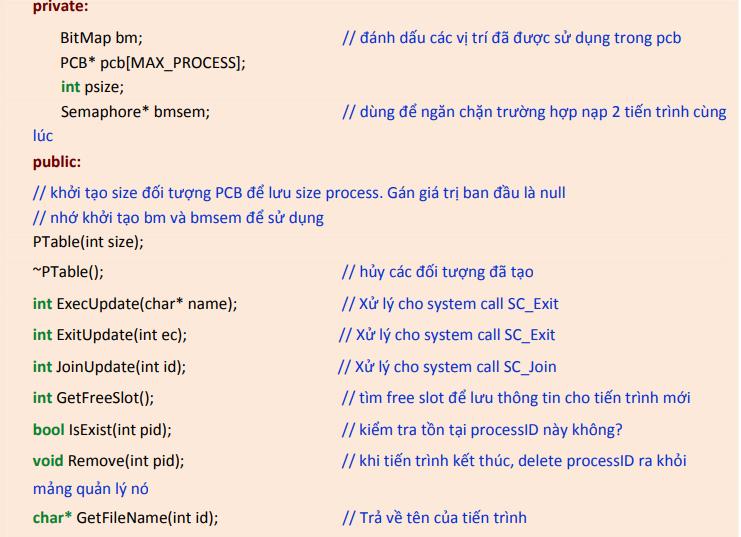 private:
BitMap bm; // đánh dấu các vị trí đã được sử dụng trong pcb
PCB* pcb[MAX_PROCESS];
int psize;
Semaphore* bmsem; // dùng để ngăn chặn trường hợp nạp 2 tiến trình cùng
lúc
public:
// khởi tạo size đối tượng PCB để lưu size process. Gán giá trị ban đầu là null
// nhớ khởi tạo bm và bmsem để sử dụng
PTable(int size);
~PTable(); // hủy các đối tượng đã tạo
int ExecUpdate(char* name); // Xử lý cho system call SC_Exit
int ExitUpdate(int ec); // Xử lý cho system call SC_Exit
int JoinUpdate(int id); // Xử lý cho system call SC_Join
int GetFreeSlot(); // tìm free slot để lưu thông tin cho tiến trình mới
bool IsExist(int pid); // kiểm tra tồn tại processID này không?
void Remove(int pid); // khi tiến trình kết thúc, delete processID ra khỏi
mảng quản lý nó
char* GetFileName(int id); // Trả về tên của tiến trình